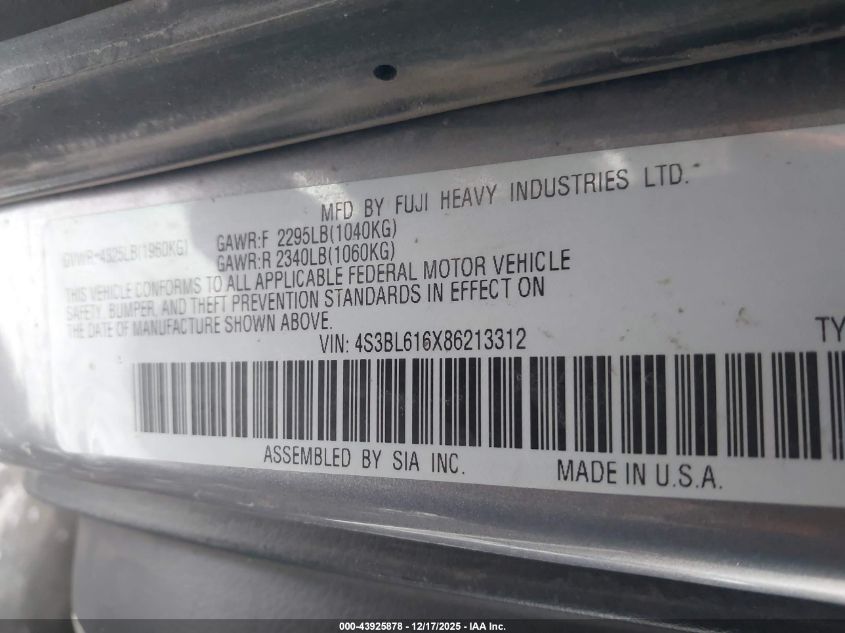 MFD BY FUJI HEAVY INDUSTRIES LTD.
GVWR-4325LB(1960KG)
GAWR:F 2295LB(1040KG)
GAWR:R 2340LB(1060KG)
THIS VEHICLE CONFORMS TO ALL APPLICABLE FEDERAL MOTOR VEHICLE
SAFETY, BUMPER, AND THEFT PREVENTION STANDARDS IN EFFECT ON
THE DATE OF MANUFACTURE SHOWN ABOVE.
VIN: 4S3BL616X86213312
TY
ASSEMBLED BY SIA INC.
MADE IN U.S.A.
000-43925878 - 12/17/2025 - IAA Inc.